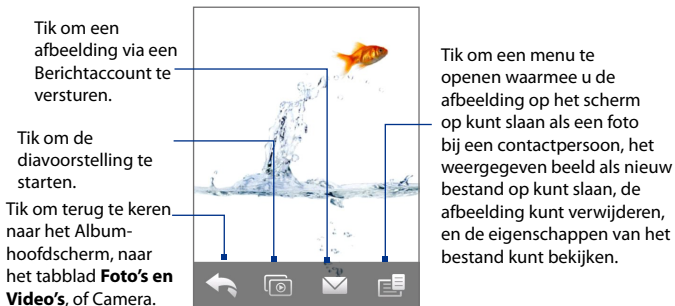 Tik om een
afbeelding via een
Berichtaccount te
versturen.
Tik om de
diavoorstelling te
starten.
Tik om terug te keren
naar het Album-
hoofdscherm, naar
het tabblad Foto's en
Video's, of Camera.
Tik om een menu te
openen waarmee u de
afbeelding op het scherm
op kunt slaan als een foto
bij een contactpersoon, het
weergegeven beeld als nieuw
bestand op kunt slaan, de
afbeelding kunt verwijderen,
en de eigenschappen van het
bestand kunt bekijken.